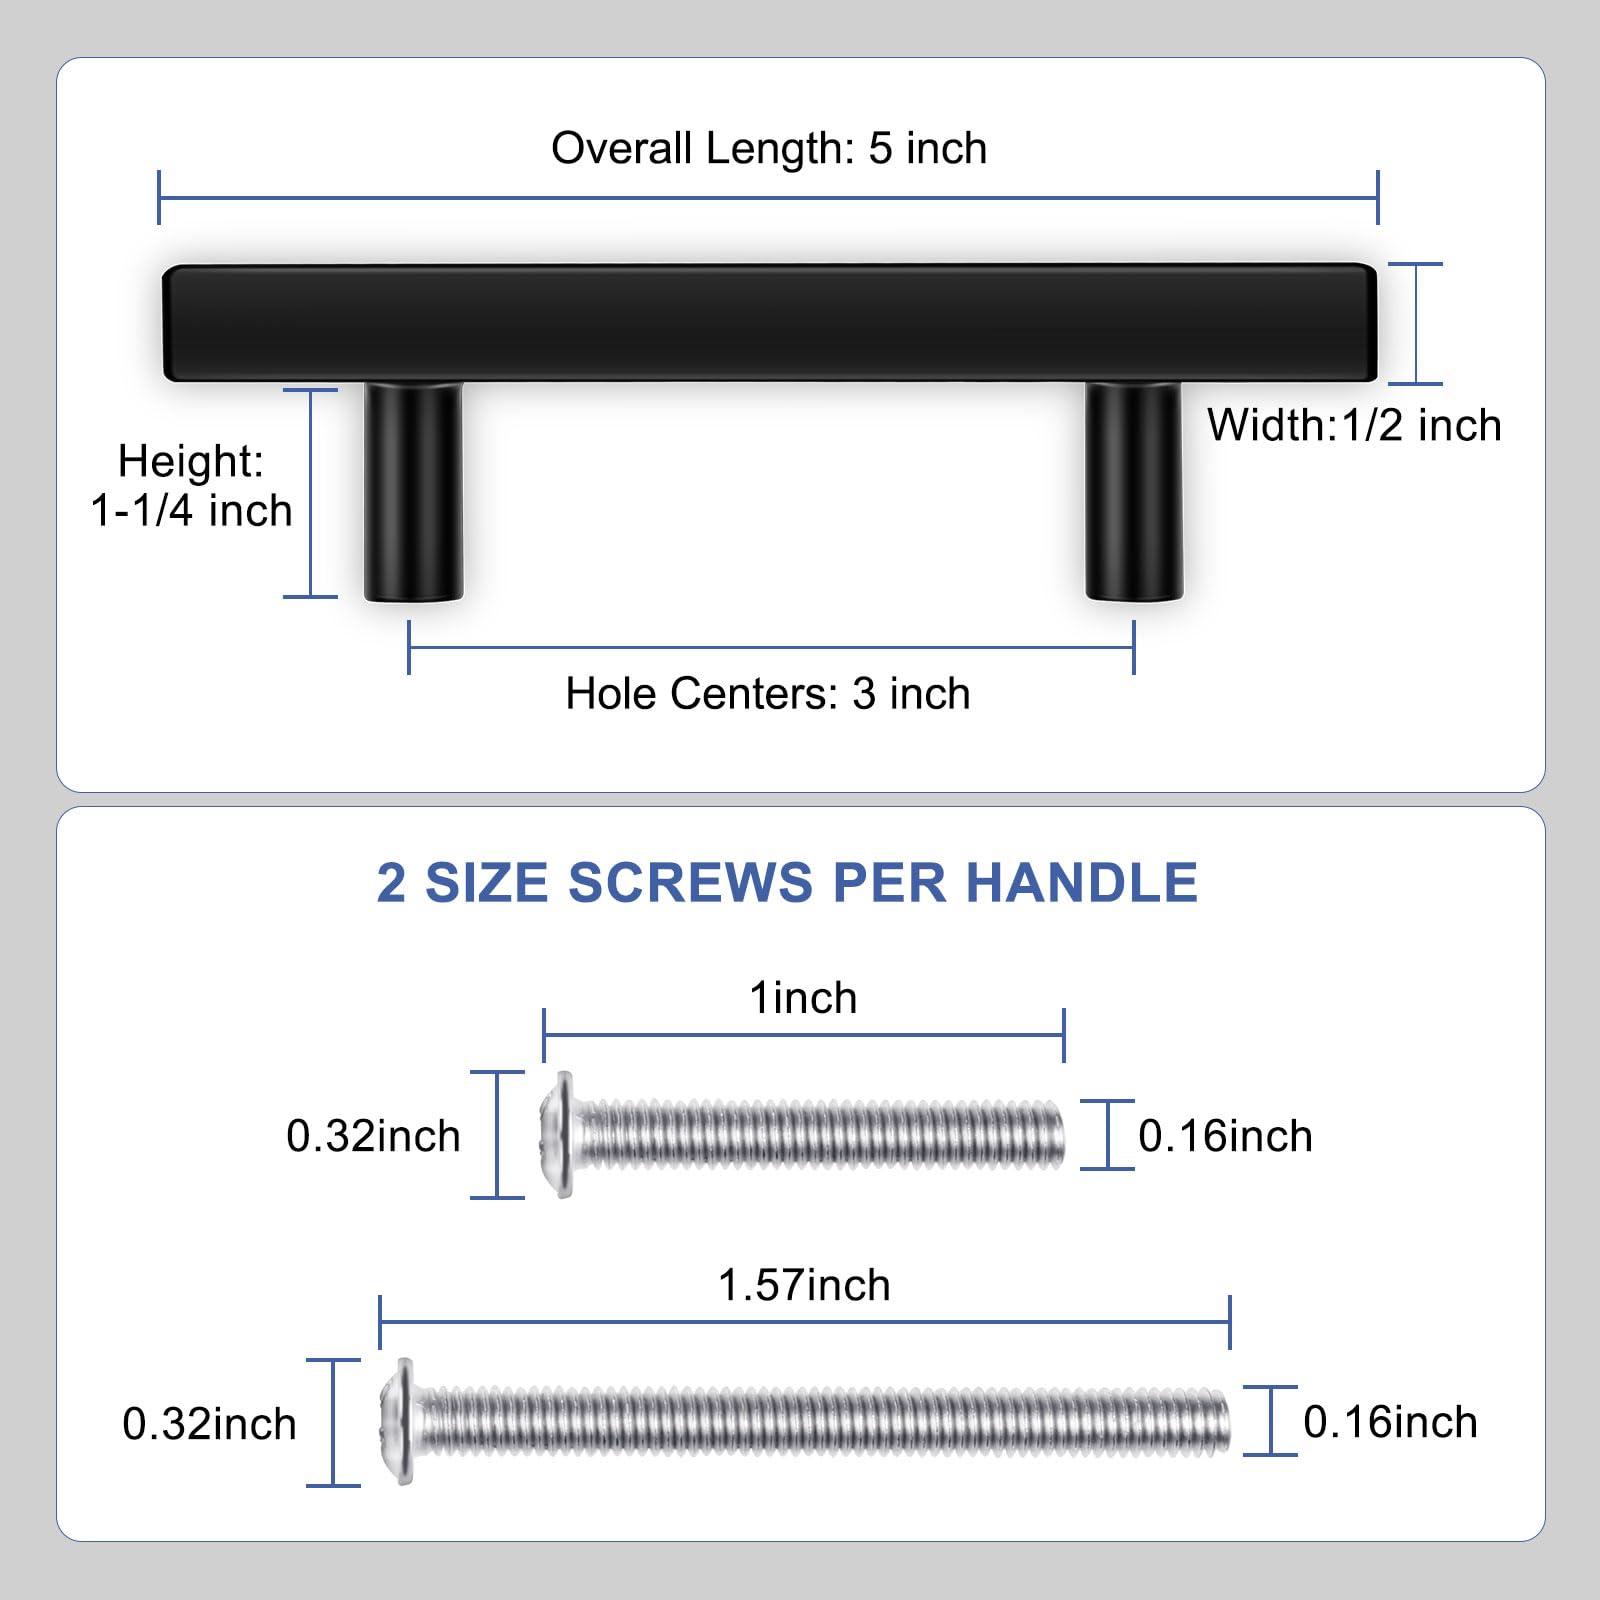 Overall Length: 5 inch
Width:1/2 inch
Height:
1-1/4 inch
Hole Centers: 3 inch
2 SIZE SCREWS PER HANDLE
1inch
0.32inch
0.16inch
1.57inch
0.32inch
0.16inch